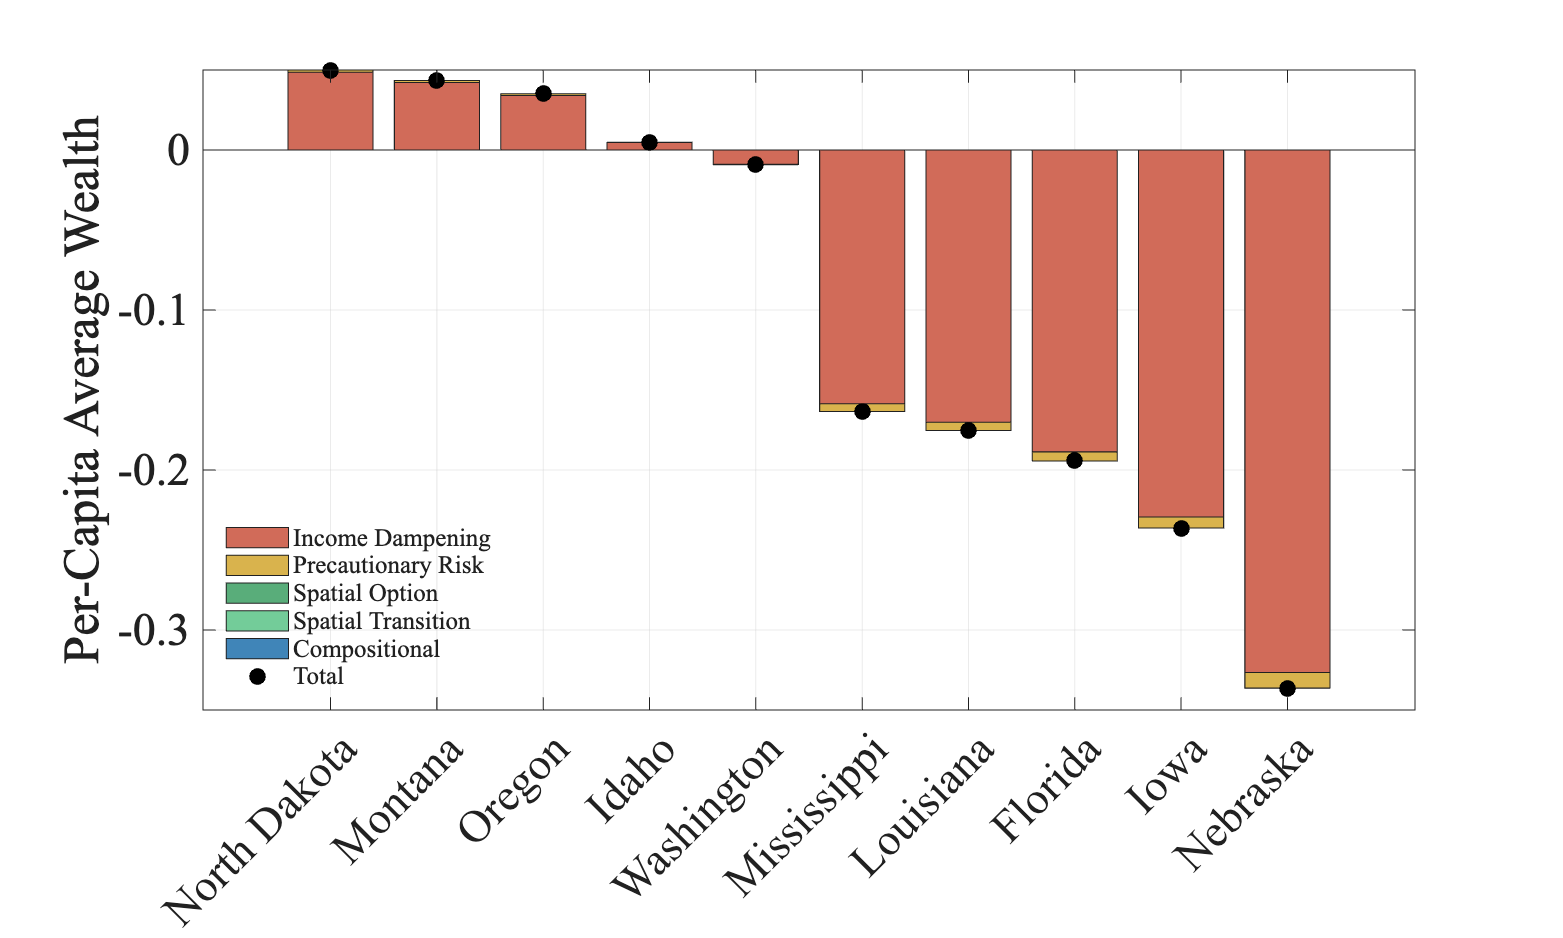 Per-Capita Average Wealth
0
-0.1
-0.2
-0.3
Income Dampening
Precautionary Risk
Spatial Option
Spatial Transition
Compositional
Total
North Dakota
Montana
Oregon
Idaho
Washington
Mississippi
Louisiana
Florida
Iowa
Nebraska